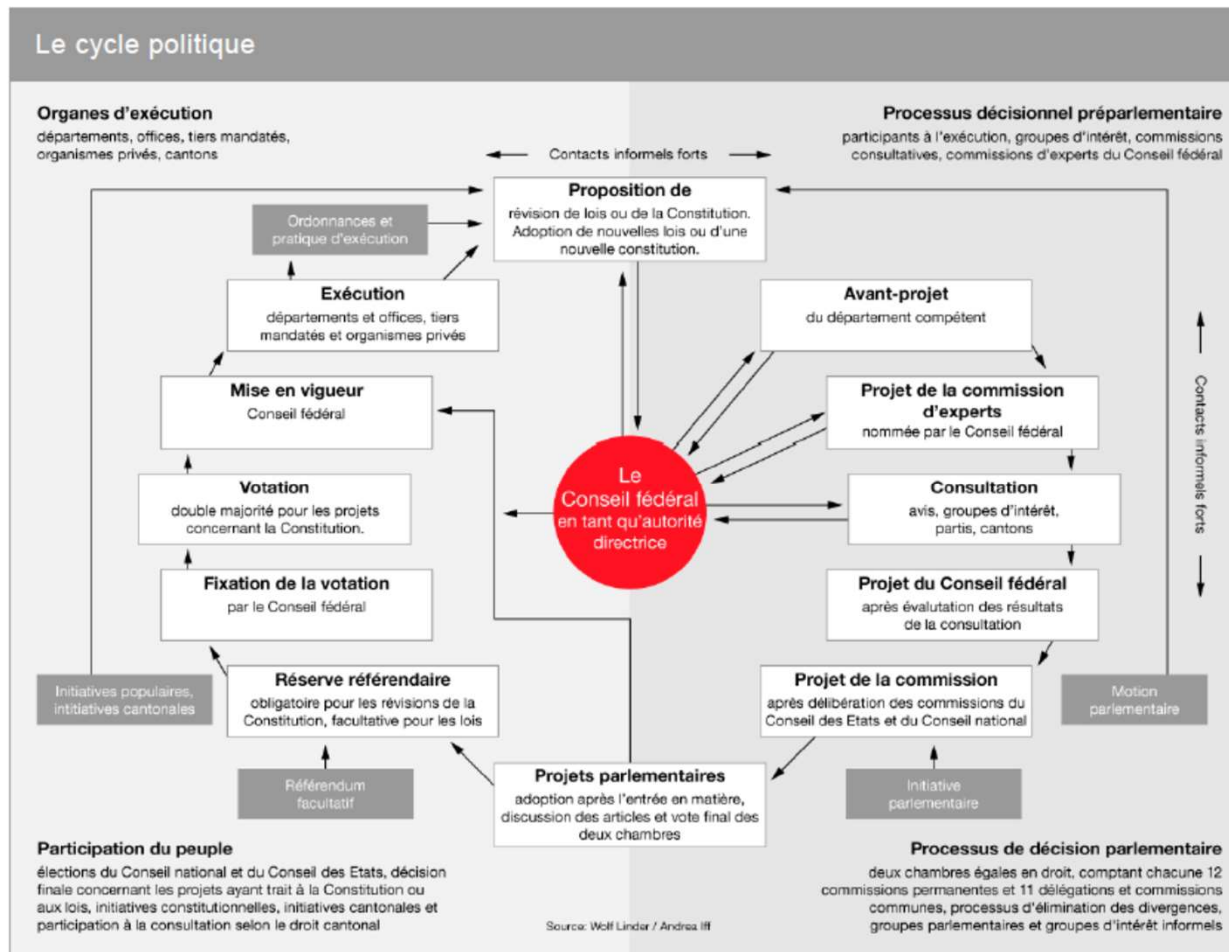 Le cycle politique
Organes d'exécution
départements, offices, tiers mandatés,
organismes privés, cantons
Processus décisionnel préparlementaire
participants à l'exécution, groupes d'intérêt, commissions
consultatives, commissions d'experts du Conseil fédéral
Contacts informels forts
Proposition de
révision de lois ou de la Constitution.
Adoption de nouvelles lois ou d'une
nouvelle constitution.
Ordonnances et
pratique d'exécution
Exécution
départements et offices, tiers
mandatés et organismes privés
Avant-projet
du département compétent
Mise en vigueur
Conseil fédéral
Projet de la commission
d'experts
nommée par le Conseil fédéral
Contacts informels forts
Le
Conseil fédéral
en tant qu'autorité
directrice
Votation
double majorité pour les projets
concernant la Constitution.
Consultation
avis, groupes d'intérêt,
partis, cantons
Fixation de la votation
par le Conseil fédéral
Projet du Conseil fédéral
après évalutation des résultats
de la consultation
Initiatives populaires,
intitiatives cantonales
Réserve référendaire
obligatoire pour les révisions de la
Constitution, facultative pour les lois
Projet de la commission
après délibération des commissions du
Conseil des Etats et du Conseil national
Motion
parlementaire
Référendum
facultatif
Projets parlementaires
adoption après l'entrée en matière,
discussion des articles et vote final des
deux chambres
Initiative
parlementaire
Participation du peuple
élections du Conseil national et du Conseil des Etats, décision
finale concernant les projets ayant trait à la Constitution ou
aux lois, initiatives constitutionnelles, initiatives cantonales et
participation à la consultation selon le droit cantonal
Source: Wolf Linder / Andrea Iff
Processus de décision parlementaire
deux chambres égales en droit, comptant chacune 12
commissions permanentes et 11 délégations et commissions
communes, processus d'élimination des divergences,
groupes parlementaires et groupes d'intérêt informels